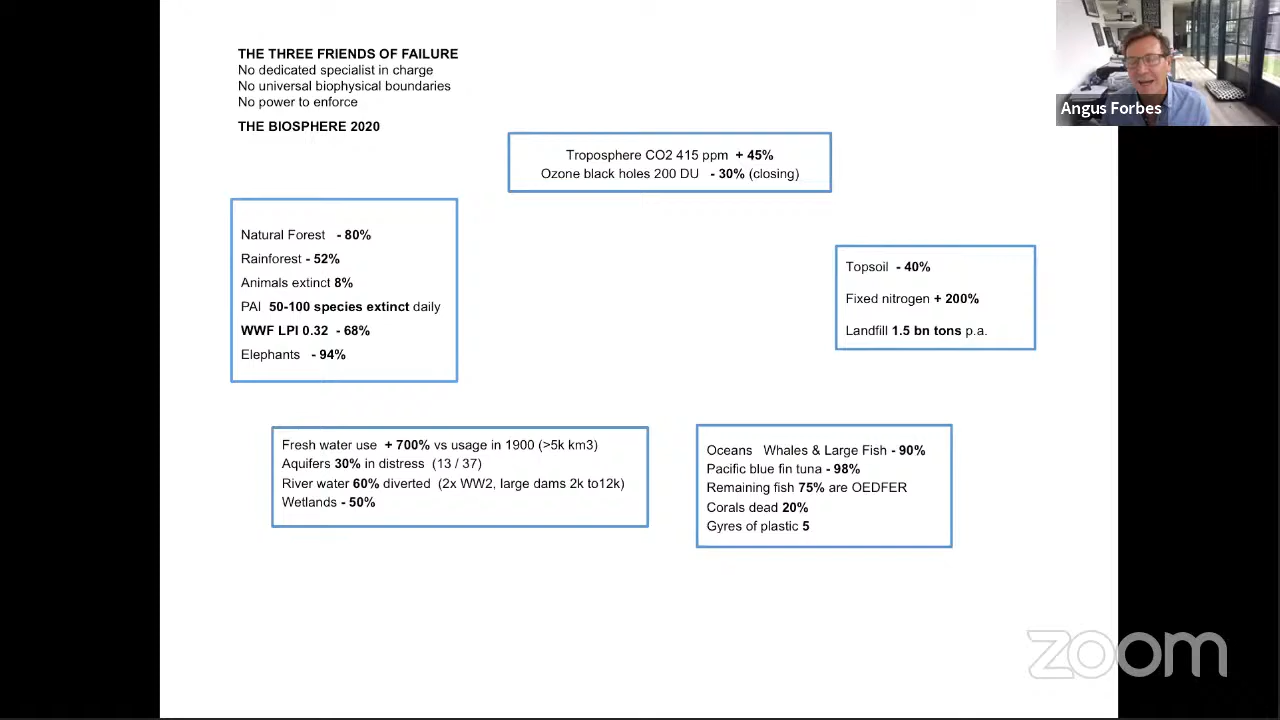 THE THREE FRIENDS OF FAILURE
No dedicated specialist in charge
No universal biophysical boundaries
No power to enforce
THE BIOSPHERE 2020
Angus Forbes
Troposphere CO2 415 ppm + 45%
Ozone black holes 200 DU - 30% (closing)
Natural Forest - 80%
Rainforest - 52%
Animals extinct 8%
PAI 50-100 species extinct daily
WWF LPI 0.32 - 68%
Elephants - 94%
Topsoil - 40%
Fixed nitrogen + 200%
Landfill 1.5 bn tons p.a.
Fresh water use + 700% vs usage in 1900 (>5k km3)
Aquifers 30% in distress (13 / 37)
River water 60% diverted (2x WW2, large dams 2k to12k)
Wetlands - 50%
Oceans Whales & Large Fish - 90%
Pacific blue fin tuna - 98%
Remaining fish 75% are OEDFER
Corals dead 20%
Gyres of plastic 5
zoom